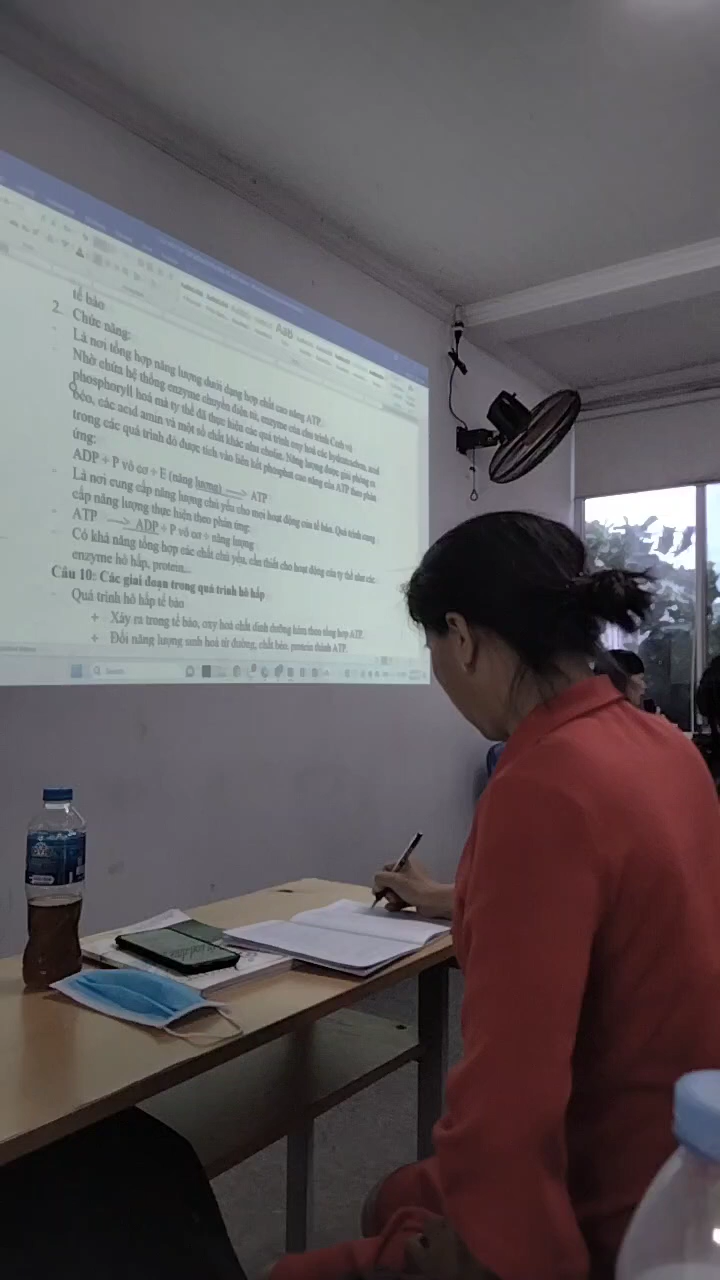 tế bào
2. Chức năng:
- Là nơi tổng hợp năng lượng dưới dạng hợp chất cao năng ATP.
- Nhờ chứa hệ thống enzyme chuyển điện tử, enzyme của chu trình Creb và
phosphoryll hoá mà ty thể đã thực hiện các quá trình oxy hoá các hydratcacbon, acid
béo, các acid amin và một số chất khác như cholin. Năng lượng được giải phóng ra
trong các quá trình đó được tích vào liên kết phosphat cao năng của ATP theo phản
ứng:
ADP + P vô cơ + E (năng lượng) ATP
- Là nơi cung cấp năng lượng chủ yếu cho mọi hoạt động của tế bào. Quá trình cung
cấp năng lượng thực hiện theo phản ứng:
ATP ADP + P vô cơ + năng lượng
- Có khả năng tổng hợp các chất chủ yếu, cần thiết cho hoạt động của ty thể như các
enzyme hô hấp, protein,...
Câu 10: Các giai đoạn trong quá trình hô hấp
- Quá trình hô hấp tế bào
+ Xảy ra trong tế bào, oxy hoá chất dinh dưỡng kèm theo tổng hợp ATP.
+ Đổi năng lượng sinh hoá từ đường, chất béo, protein thành ATP.
Search